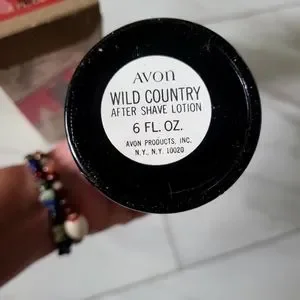 AVON
WILD COUNTRY
AFTER SHAVE LOTION
6 FL. OZ.
AVON PRODUCTS, INC.
N.Y., N.Y. 10020